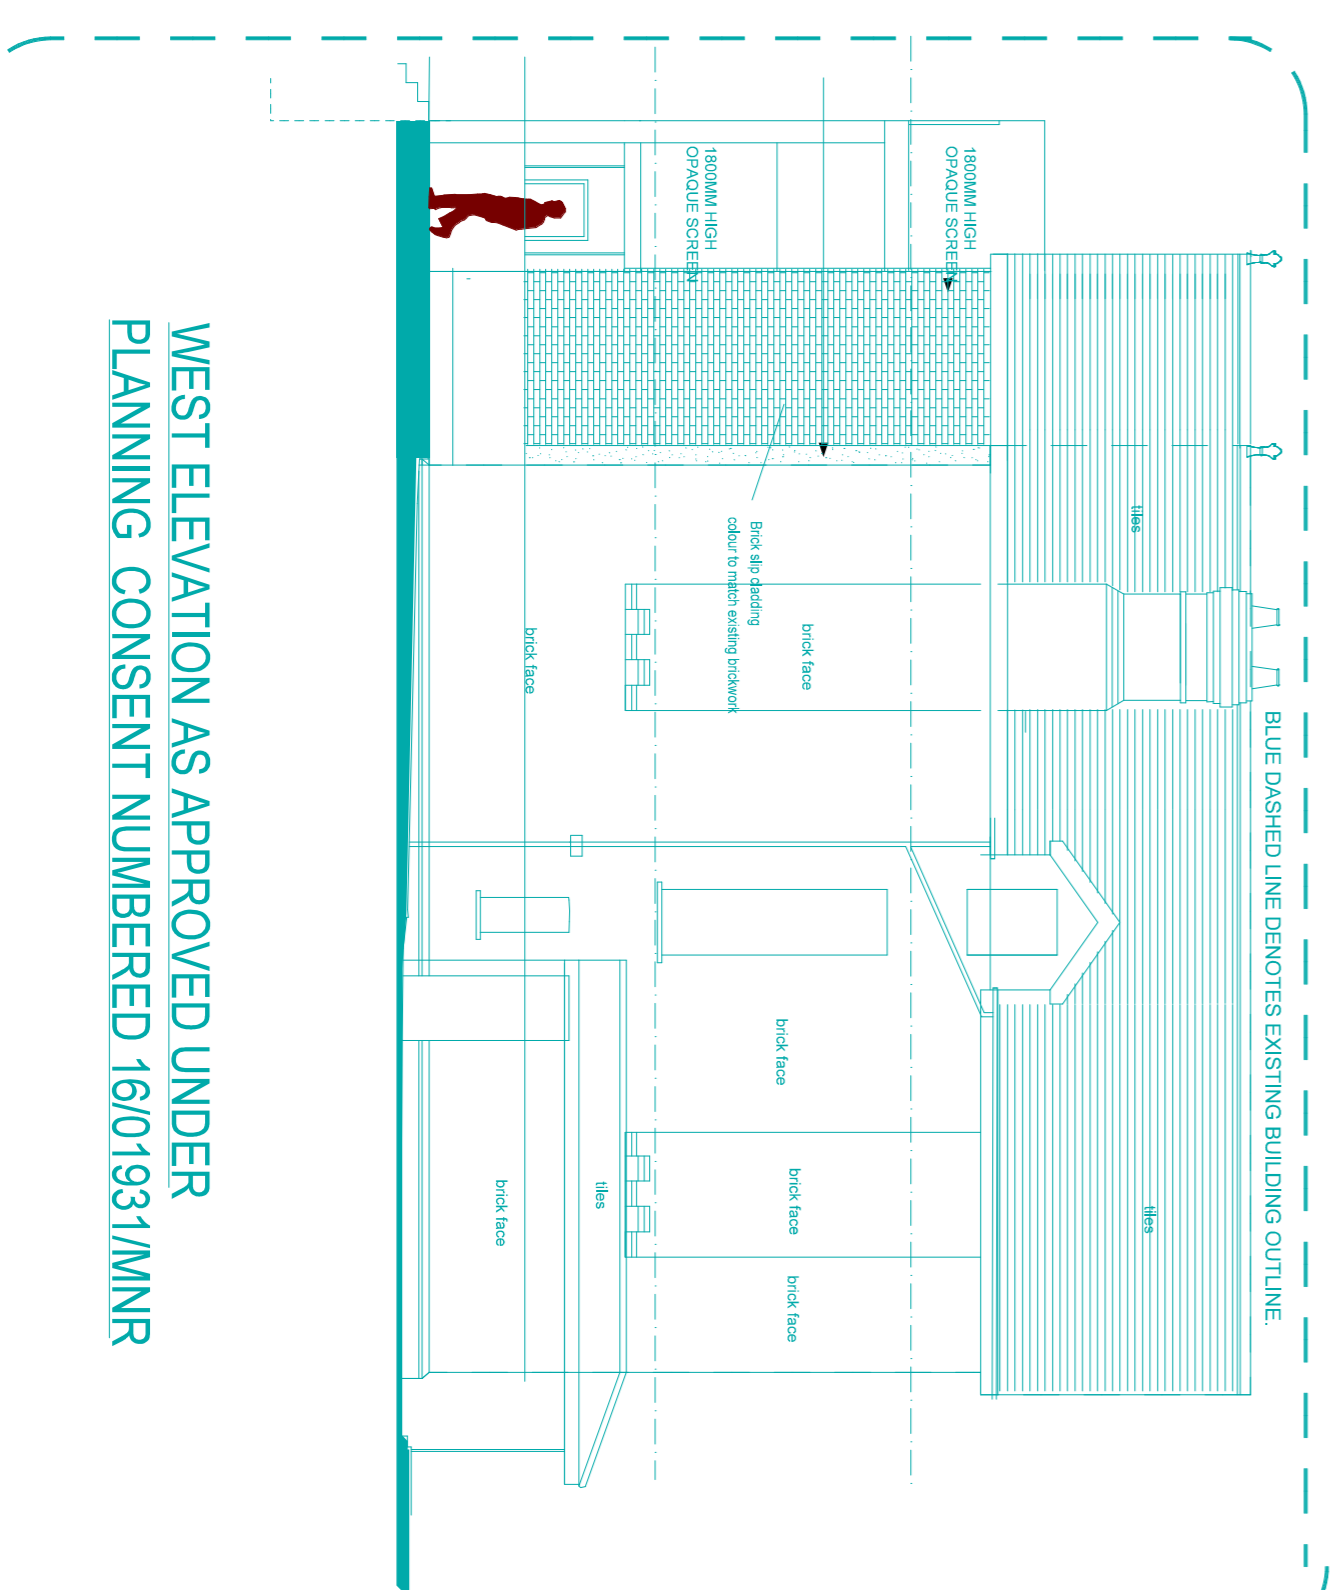 BLUE DASHED LINE DENOTES EXISTING BUILDING OUTLINE.
tiles
tiles
1800MM HIGH
OPAQUE SCREEN
1800MM HIGH
OPAQUE SCREEN
Brick slip cladding
colour to match existing brickwork
brick face
brick face
brick face
brick face
brick face
tiles
brick face
WEST ELEVATION AS APPROVED UNDER
PLANNING CONSENT NUMBERED 16/01931/MNR